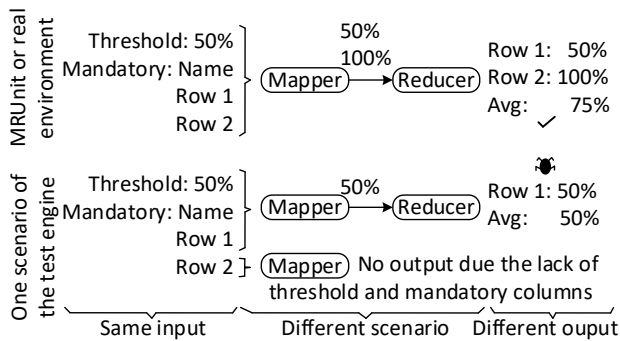 MRUnit or real
environment
Threshold: 50%
Mandatory: Name
Row 1
Row 2
50%
100%
Mapper
Reducer
Row 1: 50%
Row 2: 100%
Avg: 75%
One scenario of
the test engine
Threshold: 50%
Mandatory: Name
Row 1
Row 2
50%
Mapper
Reducer
Row 1: 50%
Avg: 50%
Mapper
No output due the lack of
threshold and mandatory columns
Same input
Different scenario
Different ouput